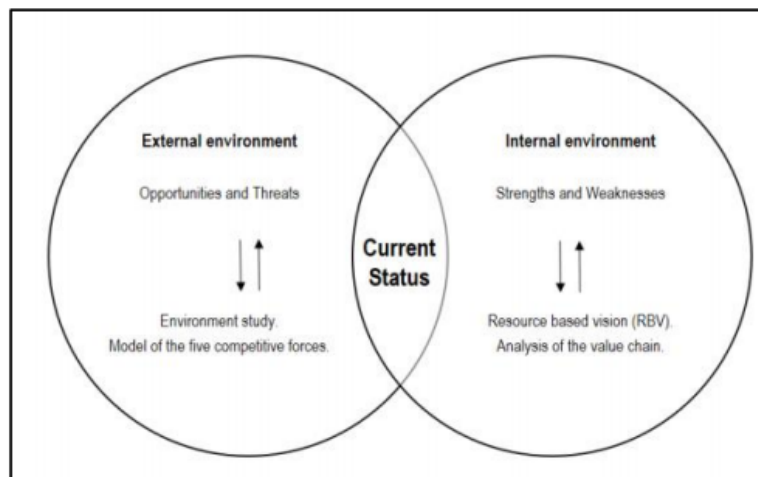 External environment
Opportunities and Threats
Environment study.
Model of the five competitive forces.
Current
Status
Internal environment
Strengths and Weaknesses
Resource based vision (RBV).
Analysis of the value chain.